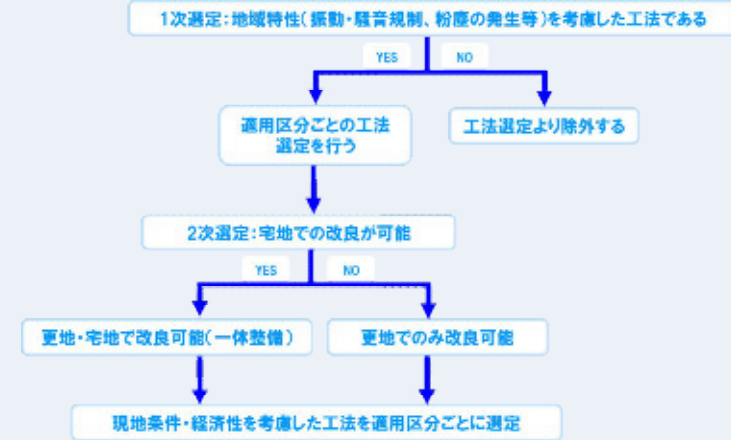 1次選定：地域特性（振動・騒音規制、粉塵の発生等）を考慮した工法である
YES
NO
適用区分ごとの工法
選定を行う
工法選定より除外する
2次選定：宅地での改良が可能
YES
NO
更地・宅地で改良可能（一体整備）
更地でのみ改良可能
現地条件・経済性を考慮した工法を適用区分ごとに選定